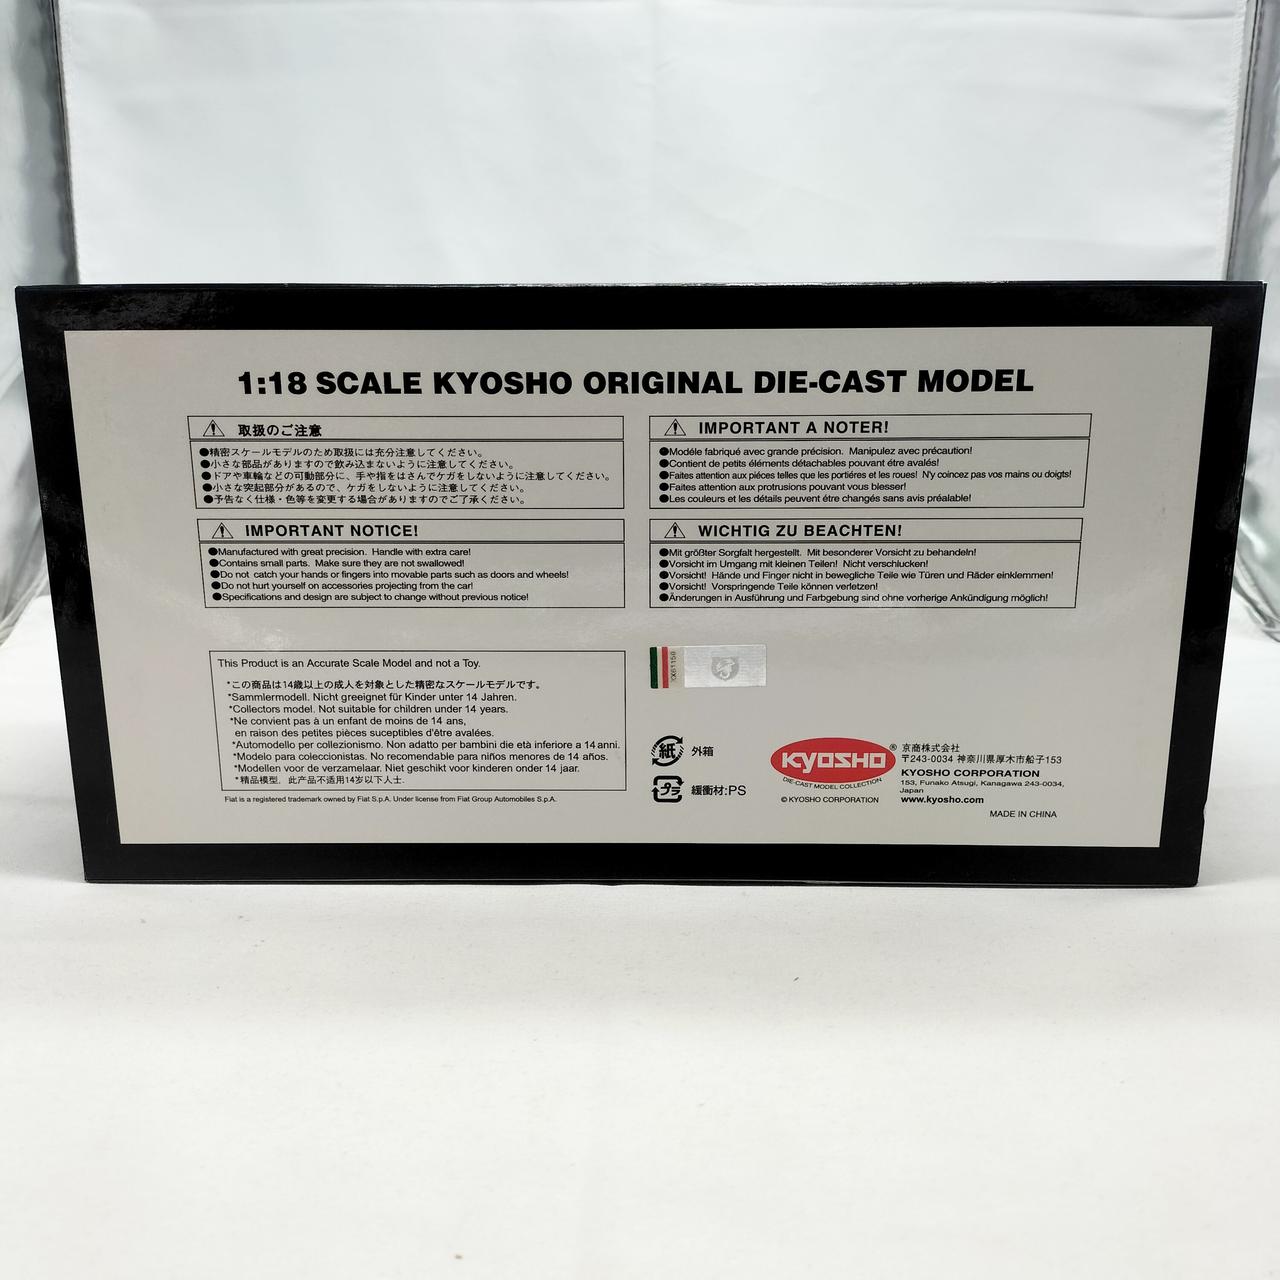 1:18 SCALE KYOSHO ORIGINAL DIE-CAST MODEL
取扱のご注意
●精密スケールモデルのため取扱には充分注意してください。
●小さな部品がありますので飲み込まないように注意してください。
●ドアや車輪などの可動部分に、手や指をはさんでケガをしないように注意してください。
●小さな突起部分があるので、ケガをしないように注意してください。
●予告なく仕様・色等を変更する場合がありますのでご了承ください。
IMPORTANT A NOTER!
●Modéle fabriqué avec grande précision. Manipulez avec précaution!
●Contient de petits éléments détachables pouvant étre avalés!
●Faites attention aux piéces telles que les portiéres et les roues! N'y coincez pas vos mains ou doigts!
●Faites attention aux protrusions pouvant vous blesser!
●Les couleurs et les détails peuvent étre changés sans avis préalable!
IMPORTANT NOTICE!
●Manufactured with great precision. Handle with extra care!
●Contains small parts. Make sure they are not swallowed!
●Do not catch your hands or fingers into movable parts such as doors and wheels!
●Do not hurt yourself on accessories projecting from the car!
●Specifications and design are subject to change without previous notice!
WICHTIG ZU BEACHTEN!
●Mit größter Sorgfalt hergestellt. Mit besonderer Vorsicht zu behandeln!
●Vorsicht im Umgang mit kleinen Teilen! Nicht verschlucken!
●Vorsicht! Hände und Finger nicht in bewegliche Teile wie Türen und Räder einklemmen!
●Vorsicht! Vorspringende Teile können verletzen!
●Änderungen in Ausführung und Farbgebung sind ohne vorherige Ankündigung möglich!
This Product is an Accurate Scale Model and not a Toy.
*この商品は14歳以上の成人を対象とした精密なスケールモデルです。
*Sammlermodell. Nicht geeignet für Kinder unter 14 Jahren.
*Collectors model. Not suitable for children under 14 years.
*Ne convient pas à un enfant de moins de 14 ans,
en raison des petites pièces suceptibles d'être avalées.
*Automodello per collezionismo. Non adatto per bambini die età inferiore a 14 anni.
*Modelo para coleccionistas. No recomendable para niños menores de 14 años.
*Modellen voor de verzamelaar. Niet geschikt voor kinderen onder 14 jaar.
*精品模型，此产品不适用14岁以下人士.
Fiat is a registered trademark owned by Fiat S.p.A. Under license from Fiat Group Automobiles S.p.A.
紙 外箱
プラ 緩衝材:PS
KYOSHO ®
DIE-CAST MODEL COLLECTION
© KYOSHO CORPORATION
京商株式会社
〒243-0034 神奈川県厚木市船子153
KYOSHO CORPORATION
153, Funako Atsugi, Kanagawa 243-0034,
Japan
www.kyosho.com
MADE IN CHINA